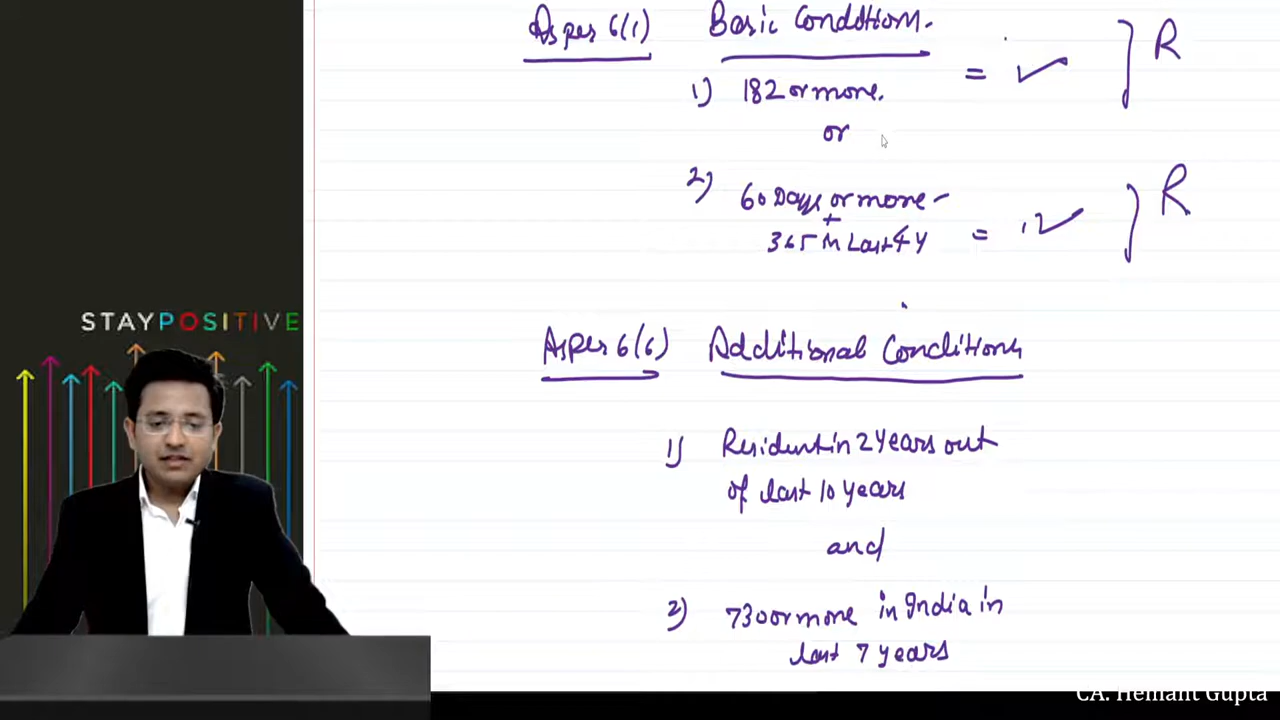 As per 6(1) Basic Conditions.
1) 182 or more. = ✓ } R
or
2) 60 Days or more
+
365 in Last 4 Y = ✓ } R
STAYPOSITIVE
As per 6(6) Additional Conditions
1) Resident in 2 Years out
of last 10 years
and
2) 730 or more in India in
last 7 years
CA. Hemant Gupta